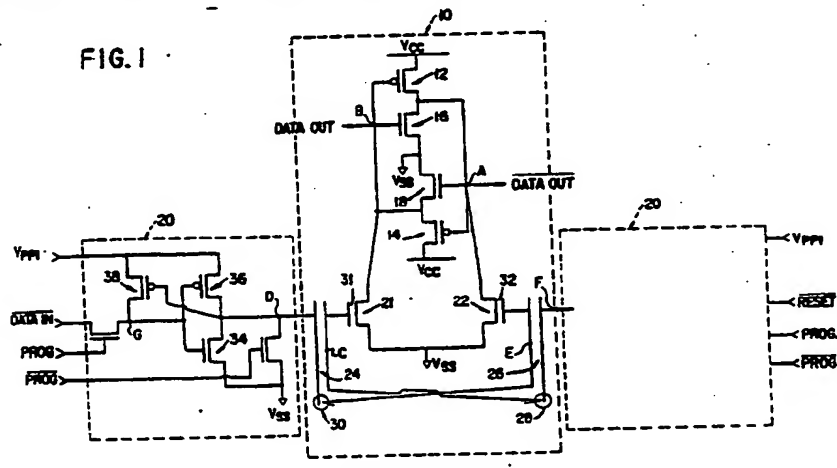 FIG. 1
10
VCC
12
B
16
DATA OUT
VSS
A
DATA OUT
18
14
VCC
20
20
VPPI
VPPI
38
36
31
32
F
D
21
22
RESET
DATA IN
G
PROG
34
C
E
PROG
PROG
24
VSS
26
PROG
VSS
30
28